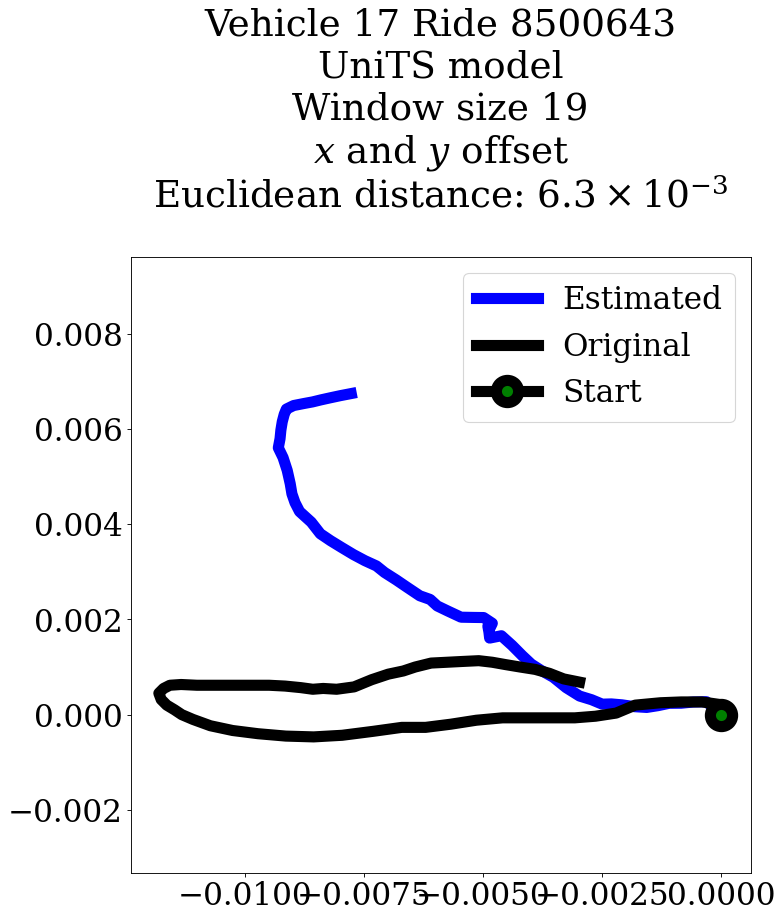 Vehicle 17 Ride 8500643
UniTS model
Window size 19
x and y offset
Euclidean distance: 6.3 × 10⁻³
Estimated
Original
Start
0.008
0.006
0.004
0.002
0.000
−0.002
−0.0100 −0.0075 −0.0050 −0.0025 0.0000